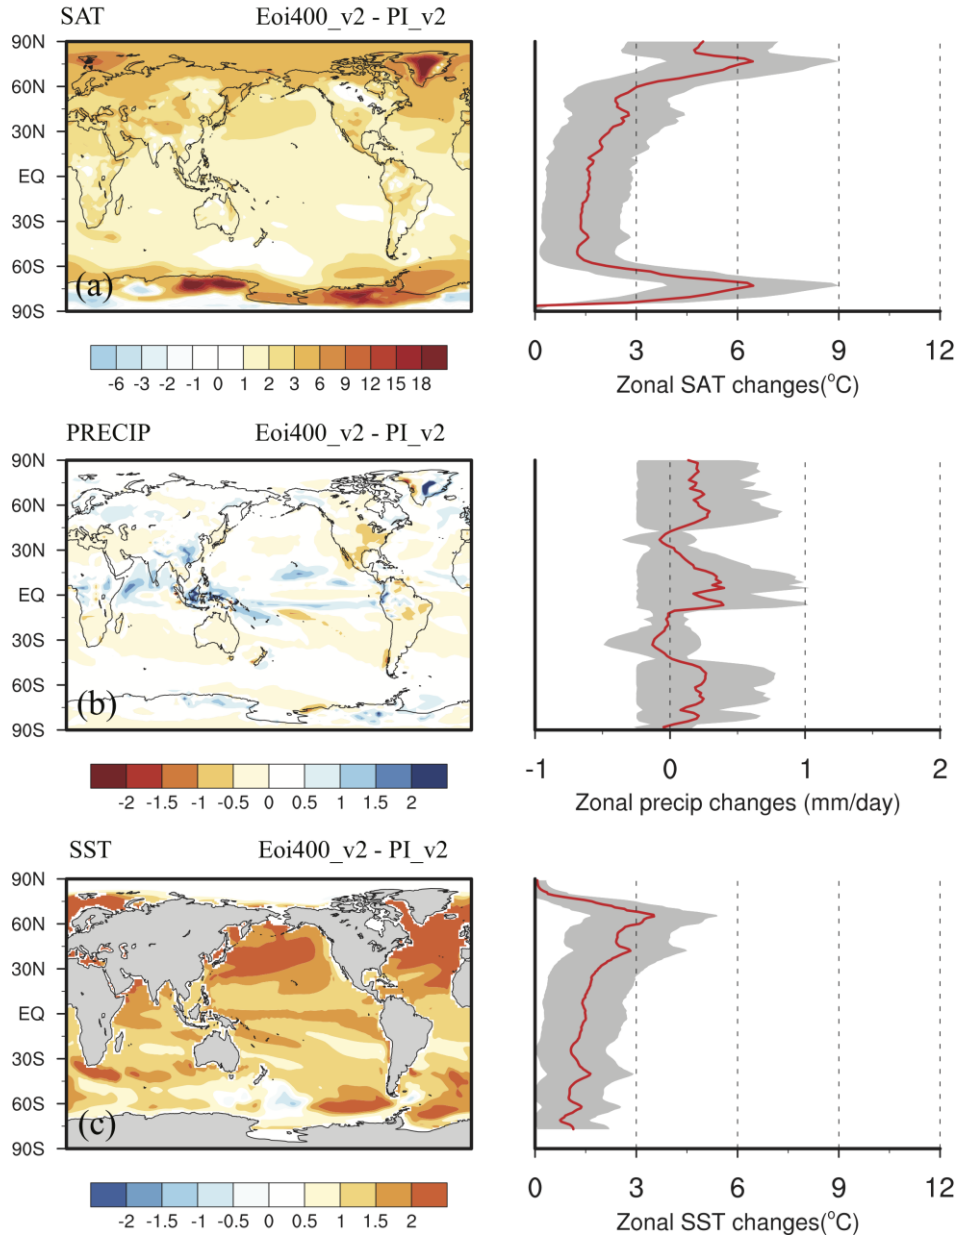 SAT Eoi400_v2 - PI_v2
90N
60N
30N
EQ
30S
60S
90S
(a)
-6 -3 -2 -1 0 1 2 3 6 9 12 15 18
0 3 6 9 12
Zonal SAT changes(°C)
PRECIP Eoi400_v2 - PI_v2
90N
60N
30N
EQ
30S
60S
90S
(b)
-2 -1.5 -1 -0.5 0 0.5 1 1.5 2
-1 0 1 2
Zonal precip changes (mm/day)
SST Eoi400_v2 - PI_v2
90N
60N
30N
EQ
30S
60S
90S
(c)
-2 -1.5 -1 -0.5 0 0.5 1 1.5 2
0 3 6 9 12
Zonal SST changes(°C)